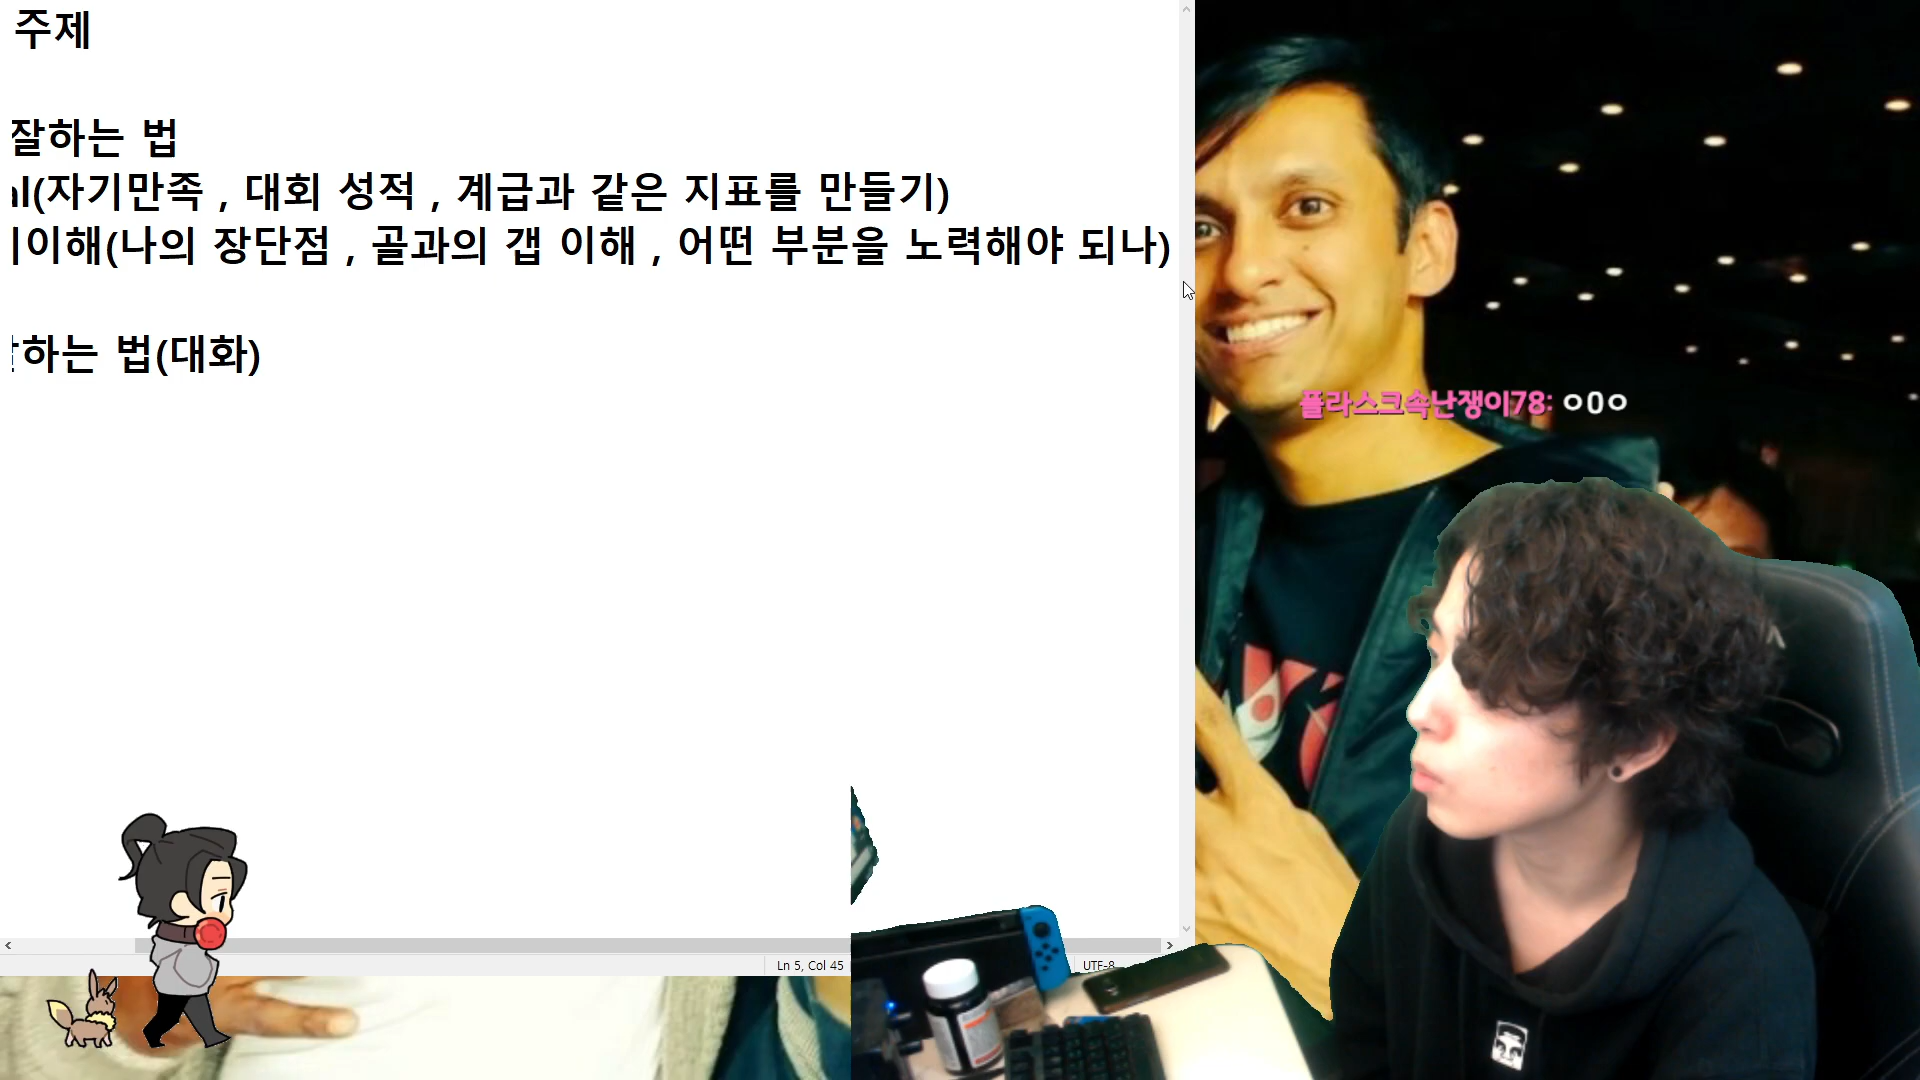 주제
잘하는 법
al(자기만족 , 대회 성적 , 계급과 같은 지표를 만들기)
이해(나의 장단점 , 골과의 갭 이해 , 어떤 부분을 노력해야 되나)
하는 법(대화)
플라스크속난쟁이78: ㅇ0ㅇ
Ln 5, Col 45
UTF-8